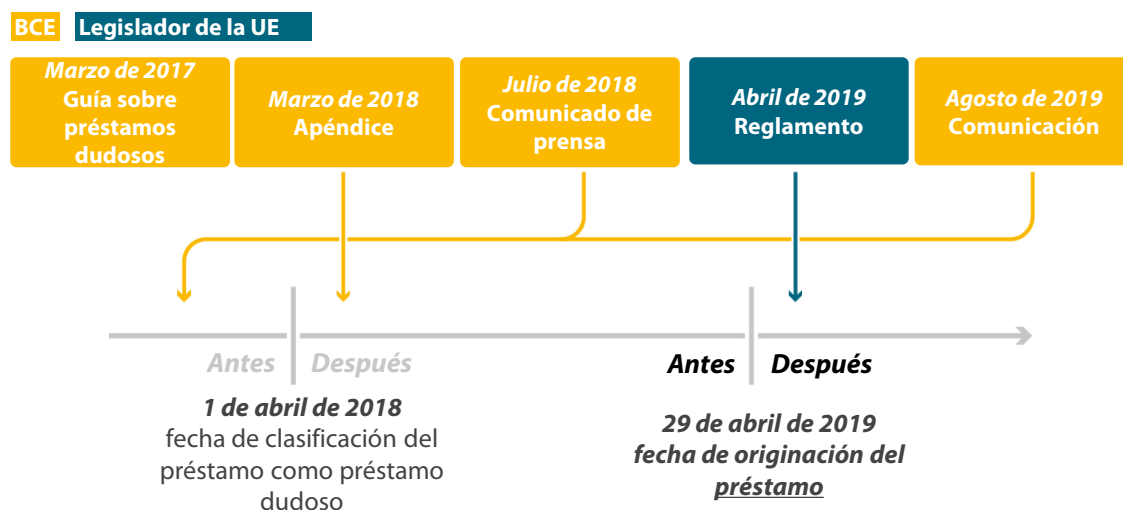 BCE Legislador de la UE
Marzo de 2017
Guía sobre
préstamos
dudosos
Marzo de 2018
Apéndice
Julio de 2018
Comunicado de
prensa
Abril de 2019
Reglamento
Agosto de 2019
Comunicación
Antes Después
1 de abril de 2018
fecha de clasificación del
préstamo como préstamo
dudoso
Antes Después
29 de abril de 2019
fecha de originación del
préstamo